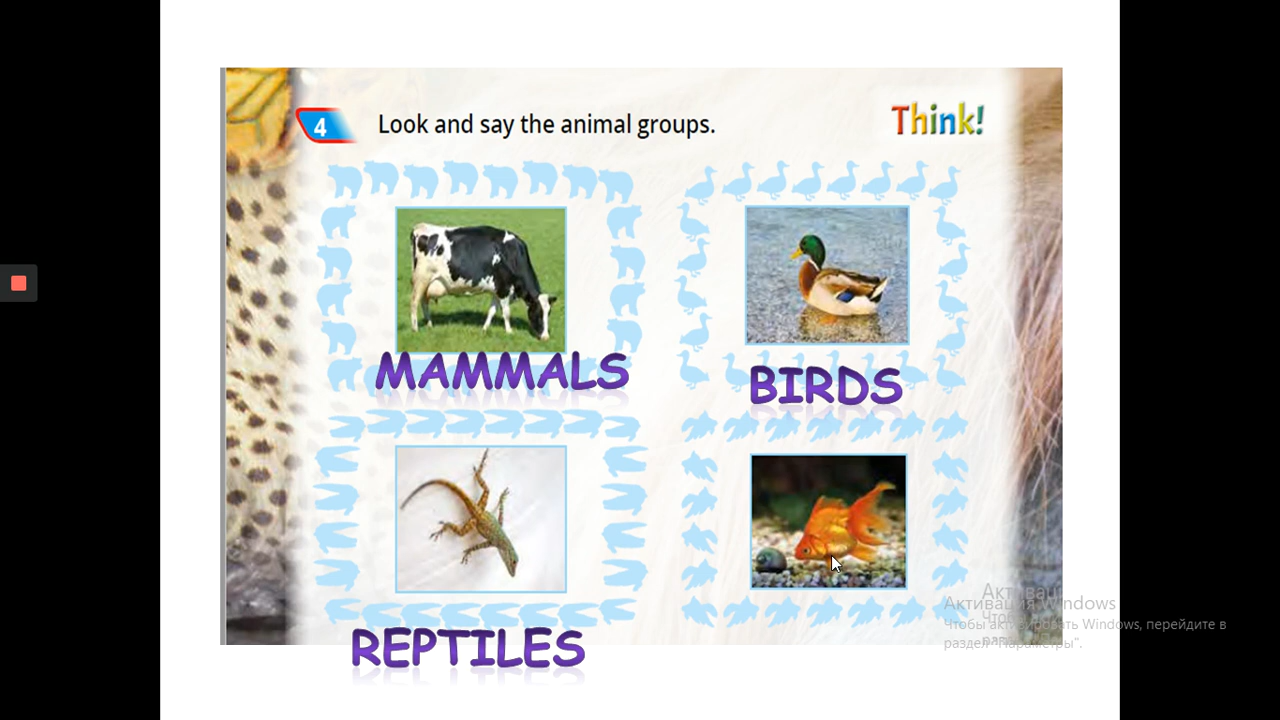 4 Look and say the animal groups. Think!
MAMMALS
BIRDS
REPTILES
Активация Windows
Чтобы активировать Windows, перейдите в
раздел "Параметры".